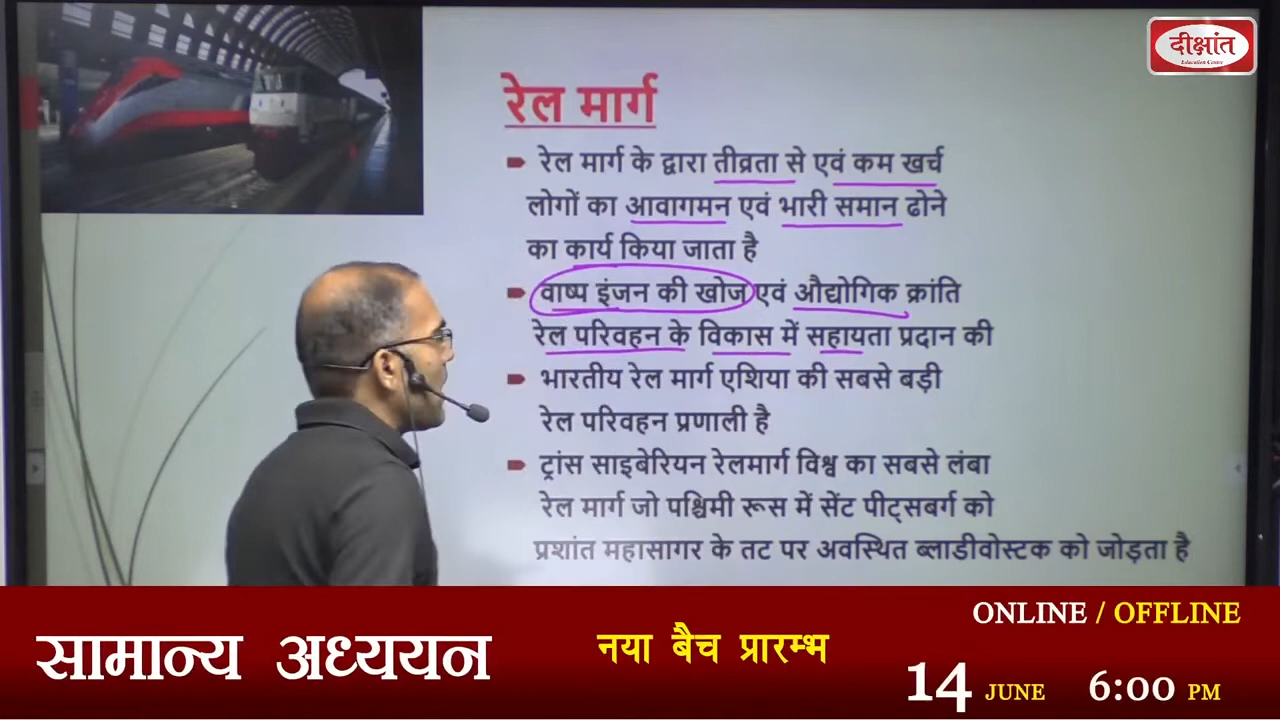 दीक्षांत
Education Centre
रेल मार्ग
रेल मार्ग के द्वारा तीव्रता से एवं कम खर्च
लोगों का आवागमन एवं भारी समान ढोने
का कार्य किया जाता है
वाष्प इंजन की खोज एवं औद्योगिक क्रांति
रेल परिवहन के विकास में सहायता प्रदान की
भारतीय रेल मार्ग एशिया की सबसे बड़ी
रेल परिवहन प्रणाली है
ट्रांस साइबेरियन रेलमार्ग विश्व का सबसे लंबा
रेल मार्ग जो पश्चिमी रूस में सेंट पीट्सबर्ग को
प्रशांत महासागर के तट पर अवस्थित ब्लाडीवोस्टक को जोड़ता है
ONLINE / OFFLINE
सामान्य अध्ययन
नया बैच प्रारम्भ
14 JUNE 6:00 PM